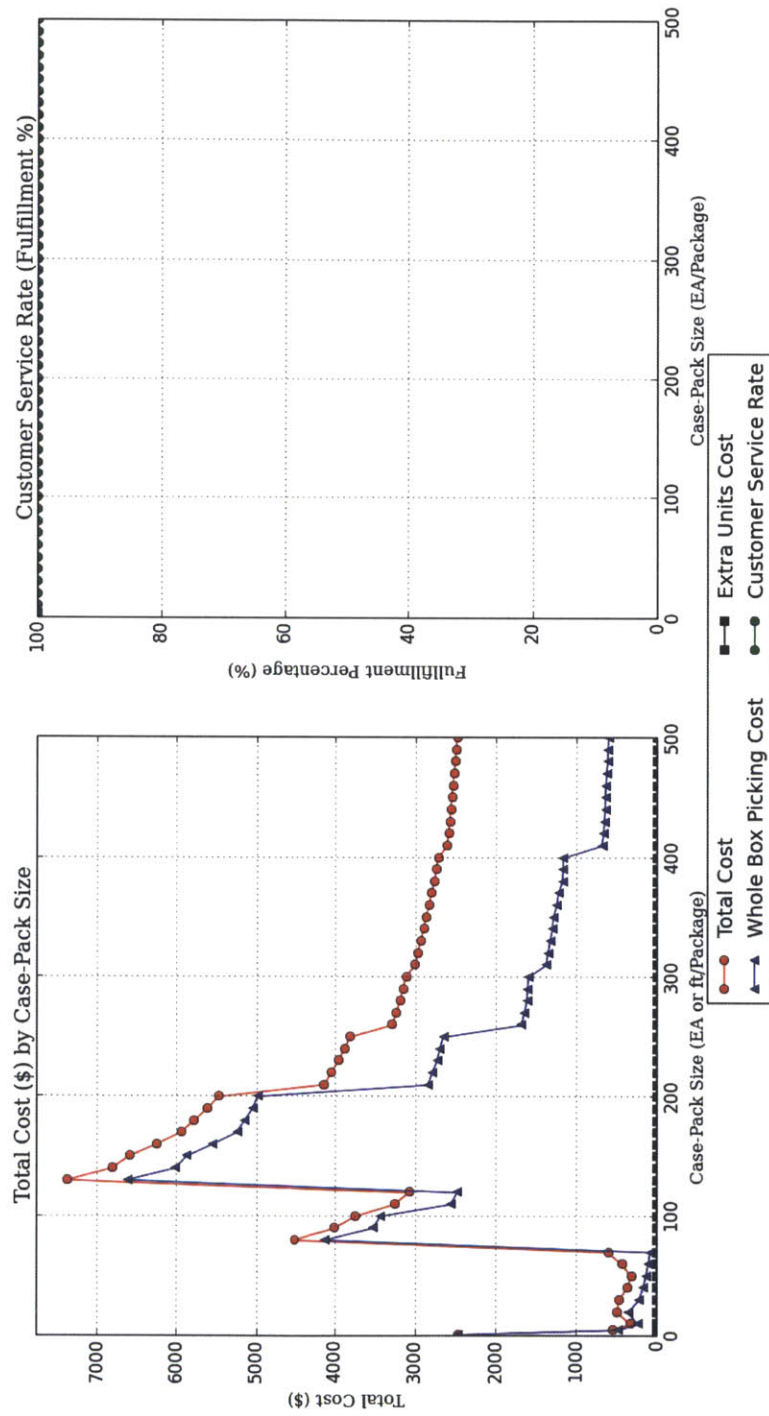 Total Cost ($) by Case-Pack Size
Total Cost ($)
7000
6000
5000
4000
3000
2000
1000
0
0
100
200
300
400
500
Case-Pack Size (EA or ft/Package)
Customer Service Rate (Fulfillment %)
Fullfillment Percentage (%)
100
80
60
40
20
0
0
100
200
300
400
500
Case-Pack Size (EA/Package)
Total Cost
Whole Box Picking Cost
Extra Units Cost
Customer Service Rate